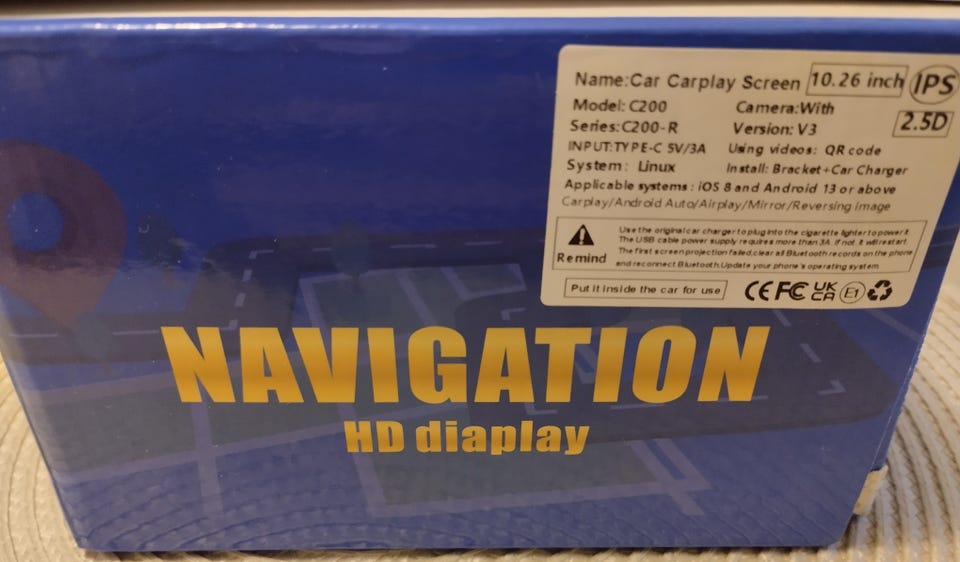 Name:Car Carplay Screen 10.26 inch IPS
Model: C200 Camera:With 2.5D
Series:C200-R Version: V3
INPUT:TYPE-C 5V/3A Using videos: QR code
System: Linux Install: Bracket+Car Charger
Applicable systems : iOS 8 and Android 13 or above
Carplay/Android Auto/Airplay/Mirror/Reversing image
Use the original car charger to plug into the cigarette lighter to power it.
The USB cable power supply requires more than 3A. If not, it will restart.
The first screen projection failed, clear all Bluetooth records on the phone
and reconnect Bluetooth.Update your phone's operating system
Remind
Put it inside the car for use CE FC UK CA E1
NAVIGATION
HD diaplay